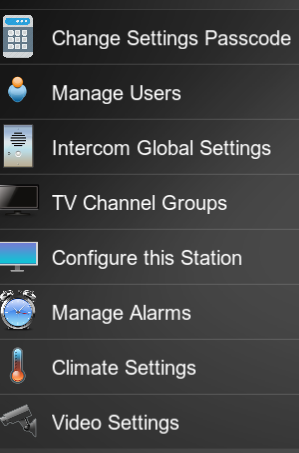 Change Settings Passcode
Manage Users
Intercom Global Settings
TV Channel Groups
Configure this Station
Manage Alarms
Climate Settings
Video Settings